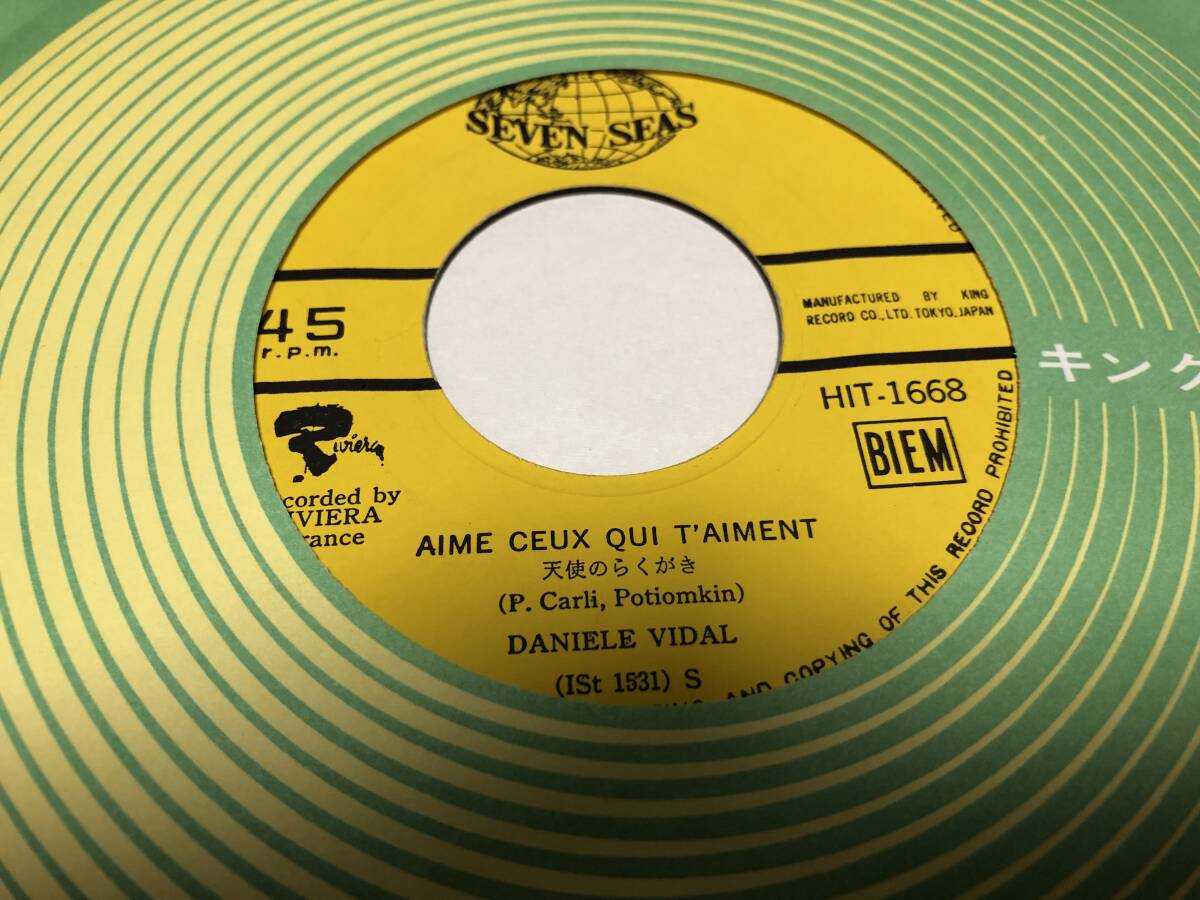 SEVEN SEAS
45
r.p.m.
MANUFACTURED BY KING
RECORD CO., LTD. TOKYO, JAPAN
キング
HIT-1668
BIEM
Riviera
corded by
IVIERA
rance
AIME CEUX QUI T'AIMENT
天使のらくがき
(P. Carli, Potiomkin)
DANIELE VIDAL
(ISt 1531) S
AND COPYING OF THIS RECORD PROHIBITED